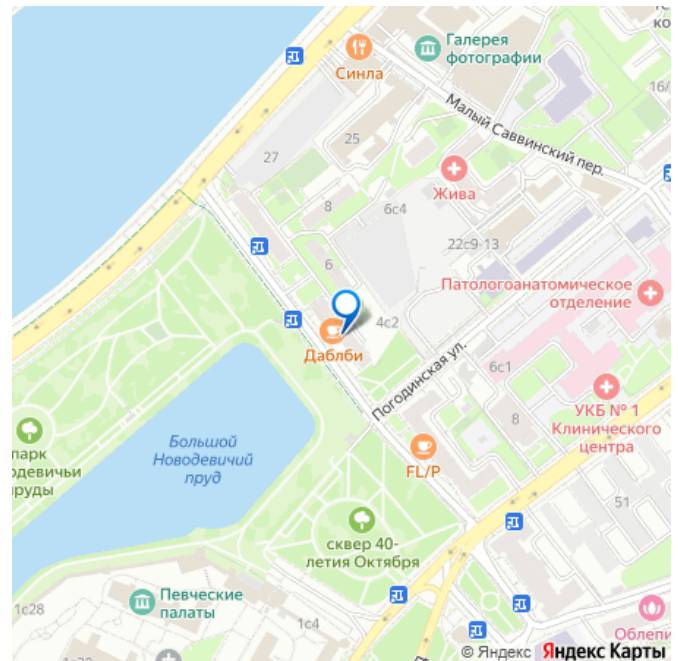 Галерея
фотографии
Синла
Малый Саввинский пер.
25
27
16/
Жива
8
6с4
22с9-13
6
Патологоанатомическое
отделение
4с2
Даблби
Погодинская ул.
6с1
УКБ № 1
Клинического
центра
8
Большой
Новодевичий
пруд
парк
одевичьи
пруды
FL/P
51
сквер 40-
летия Октября
Певческие
палаты
1с28
1с4
Облепи
© Яндекс Яндекс Карты